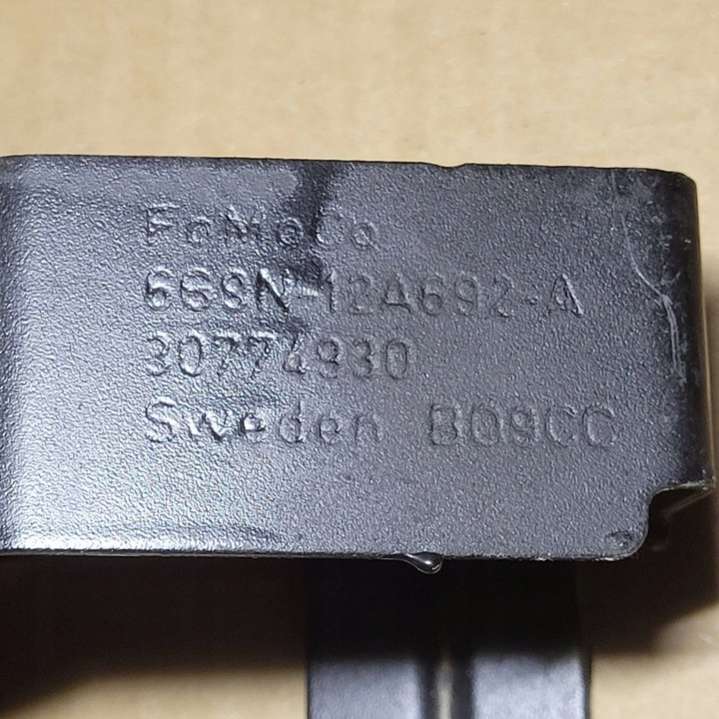 FoMoCo
6G9N-12A692-A
30774930
Sweden B09CC